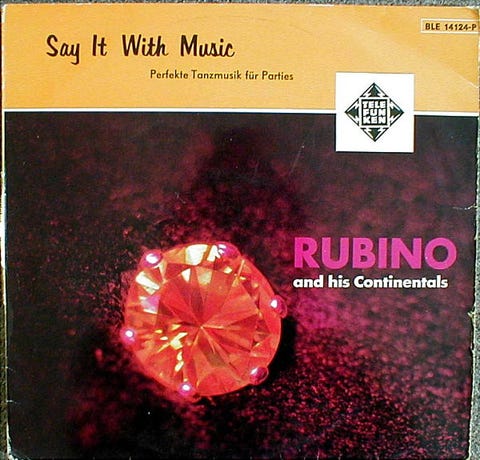 BLE 14124-P
Say It With Music
Perfekte Tanzmusik für Parties
TELE
FUN
KEN
RUBINO
and his Continentals